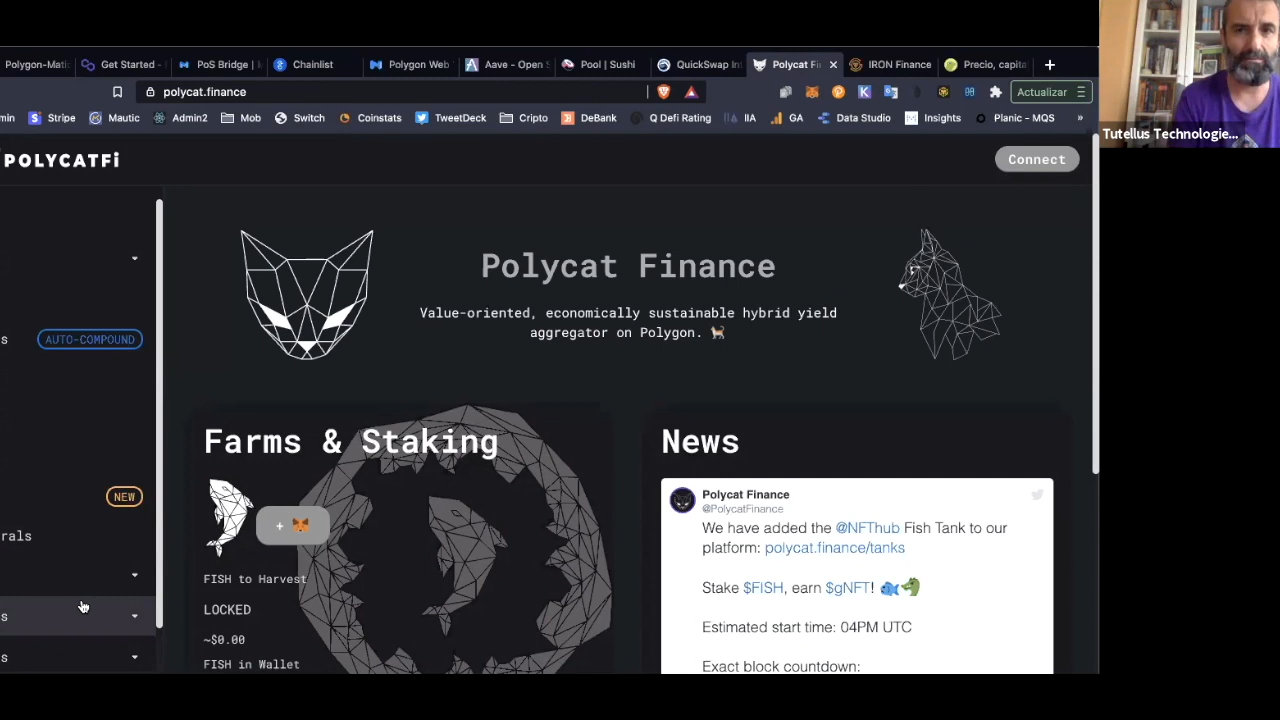 Polygon-Mati
Get Started -
PoS Bridge |
Chainlist
Polygon Web
Aave - Open S
Pool | Sushi
QuickSwap In
Polycat Fi
IRON Finance
Precio, capita
polycat.finance
Actualizar
min
Stripe
Mautic
Admin2
Mob
Switch
Coinstats
TweetDeck
Cripto
DeBank
Q Defi Rating
IIA
GA
Data Studio
Insights
Planic - MQS
»
Tutellus Technologie...
POLYCATFi
Connect
Polycat Finance
Value-oriented, economically sustainable hybrid yield
aggregator on Polygon. 🐈
s AUTO-COMPOUND
NEW
rals
s
s
Farms & Staking
+
FISH to Harvest
LOCKED
~$0.00
FISH in Wallet
News
Polycat Finance
@PolycatFinance
We have added the @NFThub Fish Tank to our
platform: polycat.finance/tanks
Stake $FISH, earn $gNFT! 🐟🐊
Estimated start time: 04PM UTC
Exact block countdown: